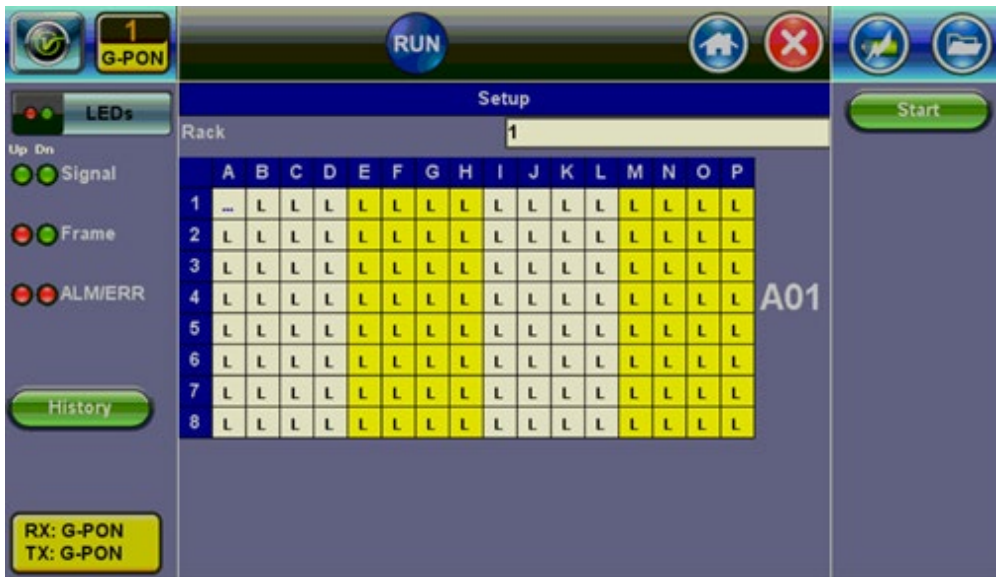 1
G-PON
RUN
LEDs
Up Dn
Signal
Frame
ALM/ERR
History
RX: G-PON
TX: G-PON
Setup
Rack 1
A B C D E F G H I J K L M N O P
1 ... L L L L L L L L L L L L L L L
2 L L L L L L L L L L L L L L L L
3 L L L L L L L L L L L L L L L L
4 L L L L L L L L L L L L L L L L
5 L L L L L L L L L L L L L L L L
6 L L L L L L L L L L L L L L L L
7 L L L L L L L L L L L L L L L L
8 L L L L L L L L L L L L L L L L
A01
Start